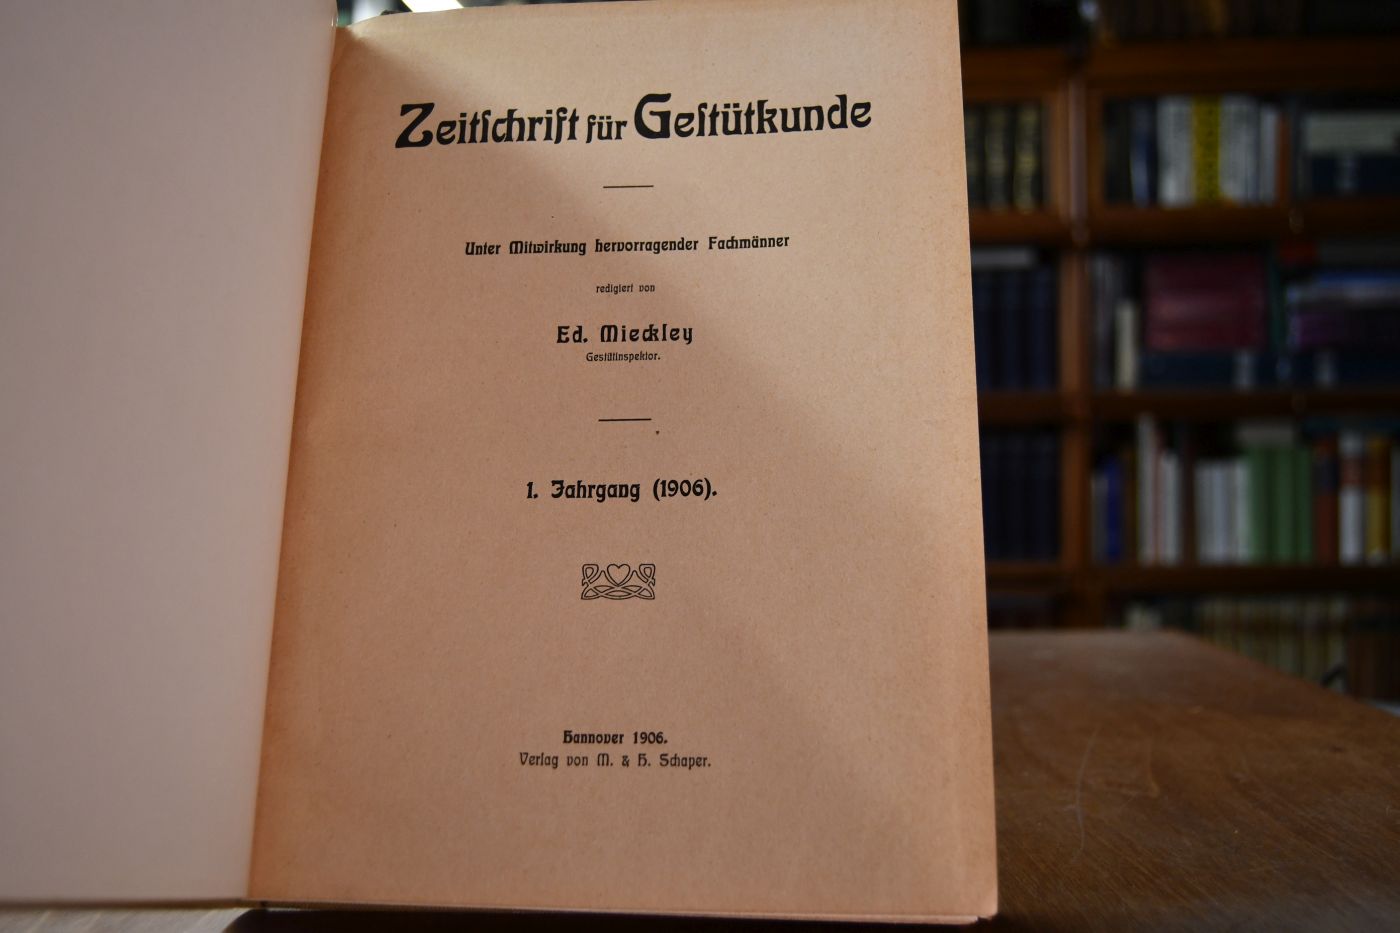 Zeitſchrift für Geſtütkunde
Unter Mitwirkung hervorragender Fachmänner
redigiert von
Ed. Mieckley
Gestütinspektor.
1. Jahrgang (1906).
Hannover 1906.
Verlag von M. & H. Schaper.